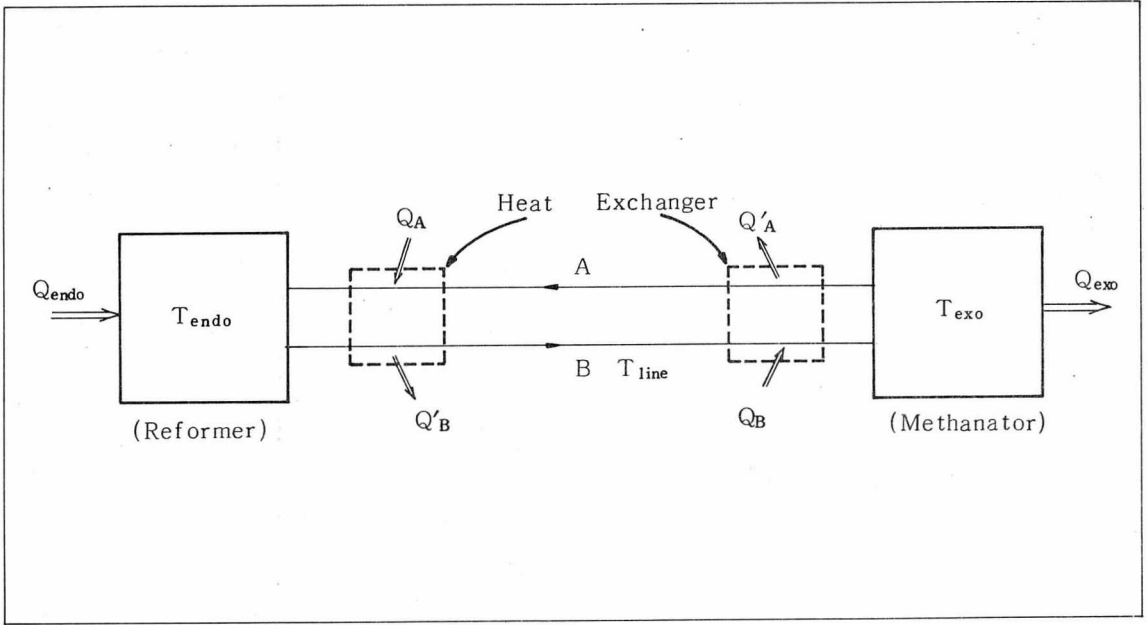 Heat Exchanger
Q_A Q'_A
A
Q_endo T_endo T_exo Q_exo
B T_line
Q'_B Q_B
(Reformer) (Methanator)